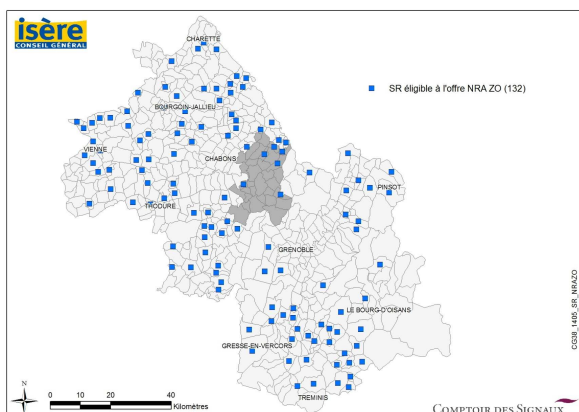 isère
CONSEIL GÉNÉRAL
CHARETTE
SR éligible à l'offre NRA ZO (132)
BOURGOIN-JALLIEU
VIENNE
CHABONS
PINSOT
GRENOBLE
LE BOURG-D'OISANS
GRESSE-EN-VERCORS
TREMINIS
0 10 20 40
Kilomètres
N
CG38_1405_SR_NRAZO
COMPTOIR DES SIGNAUX